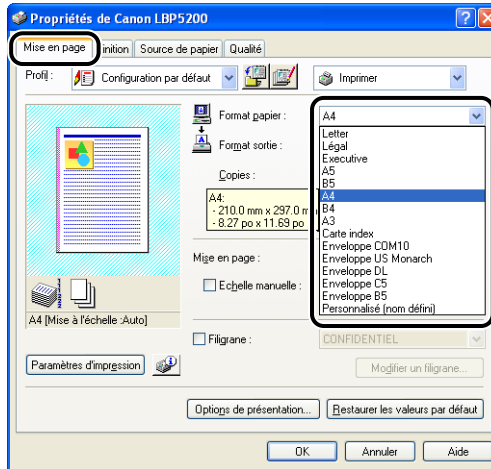 Propriétés de Canon LBP5200
Mise en page
inition
Source de papier
Qualité
Profil :
Configuration par défaut
Imprimer
Format papier :
A4
Format sortie :
Copies :
Letter
Légal
Executive
A5
B5
A4
B4
A3
Carte index
Enveloppe COM10
Enveloppe US Monarch
Enveloppe DL
Enveloppe C5
Enveloppe B5
Personnalisé (nom défini)
A4:
- 210.0 mm x 297.0 m
- 8.27 po x 11.69 po
Mise en page :
Echelle manuelle :
A4 [Mise à l'échelle :Auto]
Filigrane :
CONFIDENTIEL
Paramètres d'impression
Modifier un filigrane...
Options de présentation...
Restaurer les valeurs par défaut
OK
Annuler
Aide